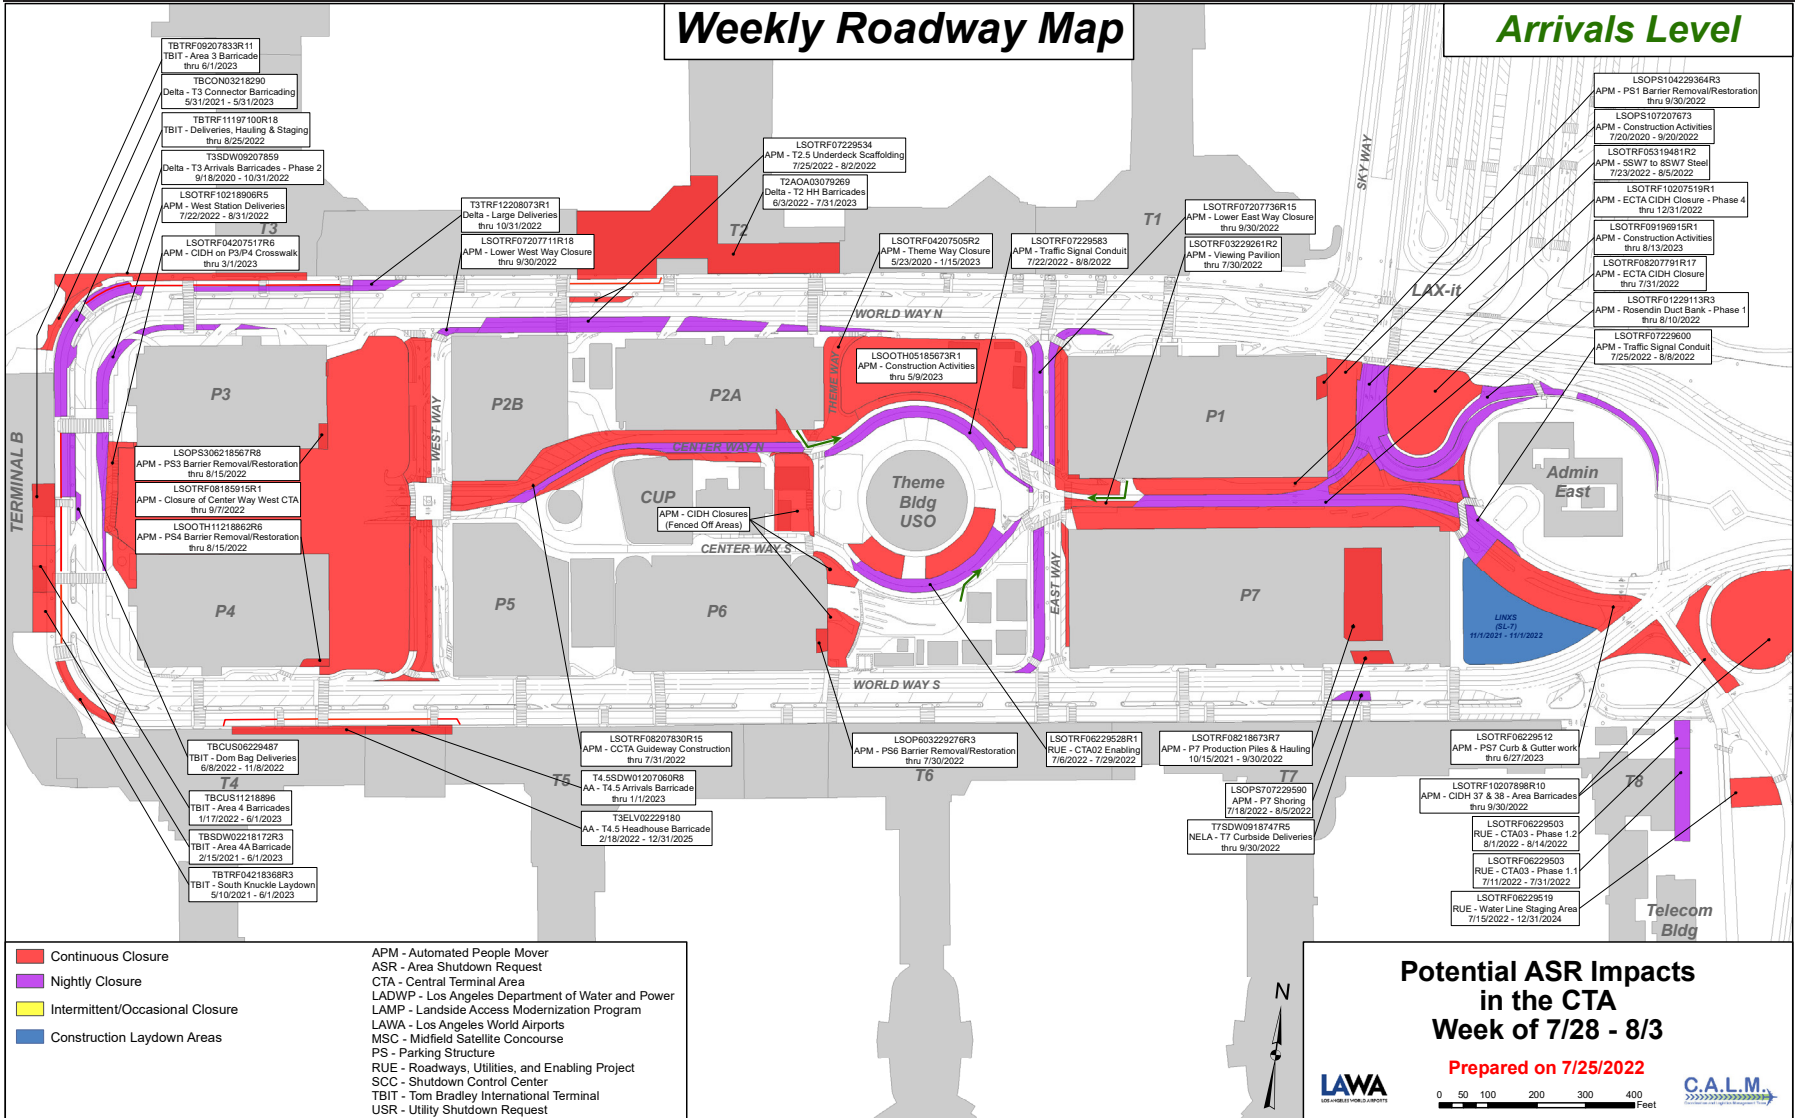 Weekly Roadway Map
Arrivals Level
TBTRF09207833R11
TBIT - Area 3 Barricade
thru 6/1/2023
TBCON03218290
Delta - T3 Connector Barricading
5/31/2021 - 5/31/2023
TBTRF11197100R18
TBIT - Deliveries, Hauling & Staging
thru 8/25/2022
T3SDW09207859
Delta - T3 Arrivals Barricades - Phase 2
9/18/2020 - 10/31/2022
LSOTRF10218906R5
APM - West Station Deliveries
7/22/2022 - 8/31/2022
T3
LSOTRF04207517R6
APM - CIDH on P3/P4 Crosswalk
thru 3/1/2023
T3TRF12208073R1
Delta - Large Deliveries
thru 10/31/2022
LSOTRF07207711R18
APM - Lower West Way Closure
thru 9/30/2022
LSOTRF07229534
APM - T2.5 Underdeck Scaffolding
7/25/2022 - 8/2/2022
T2AOA03079269
Delta - T2 HH Barricades
6/3/2022 - 7/31/2023
T2
LSOTRF04207505R2
APM - Theme Way Closure
5/23/2020 - 1/15/2023
LSOTRF07229583
APM - Traffic Signal Conduit
7/22/2022 - 8/8/2022
T1
LSOTRF07207736R15
APM - Lower East Way Closure
thru 9/30/2022
LSOTRF03229261R2
APM - Viewing Pavilion
thru 7/30/2022
SKY WAY
LAX-it
LSOPS104229364R3
APM - PS1 Barrier Removal/Restoration
thru 9/30/2022
LSOPS107207673
APM - Construction Activities
7/20/2020 - 9/20/2022
LSOTRF05319481R2
APM - 5SW7 to 8SW7 Steel
7/23/2022 - 8/5/2022
LSOTRF10207519R1
APM - ECTA CIDH Closure - Phase 4
thru 12/31/2022
LSOTRF09196915R1
APM - Construction Activities
thru 8/13/2023
LSOTRF08207791R17
APM - ECTA CIDH Closure
thru 7/31/2022
LSOTRF01229113R3
APM - Rosendin Duct Bank - Phase 1
thru 8/10/2022
LSOTRF07229600
APM - Traffic Signal Conduit
7/25/2022 - 8/8/2022
WORLD WAY N
LSOOTH05185673R1
APM - Construction Activities
thru 5/9/2023
THEME WAY
WEST WAY
P3
P2B
P2A
P1
CENTER WAY N
TERMINAL B
LSOPS306218567R8
APM - PS3 Barrier Removal/Restoration
thru 8/15/2022
LSOTRF08185915R1
APM - Closure of Center Way West CTA
thru 9/7/2022
LSOOTH11218862R6
APM - PS4 Barrier Removal/Restoration
thru 8/15/2022
CUP
APM - CIDH Closures
(Fenced Off Areas)
Theme
Bldg
USO
Admin
East
CENTER WAY S
EAST WAY
P4
P5
P6
P7
LINXS
(SL-7)
11/1/2021 - 11/1/2022
WORLD WAY S
TBCUS06229487
TBIT - Dom Bag Deliveries
6/8/2022 - 11/8/2022
T4
TBCUS11218896
TBIT - Area 4 Barricades
1/17/2022 - 6/1/2023
TBSDW02218172R3
TBIT - Area 4A Barricade
2/15/2021 - 6/1/2023
TBTRF04218368R3
TBIT - South Knuckle Laydown
5/10/2021 - 6/1/2023
LSOTRF08207830R15
APM - CCTA Guideway Construction
thru 7/31/2022
T5
T4.5SDW01207060R8
AA - T4.5 Arrivals Barricade
thru 1/1/2023
T3ELV02229180
AA - T4.5 Headhouse Barricade
2/18/2022 - 12/31/2025
LSOP603229276R3
APM - PS6 Barrier Removal/Restoration
thru 7/30/2022
T6
LSOTRF06229528R1
RUE - CTA02 Enabling
7/6/2022 - 7/29/2022
LSOTRF08218673R7
APM - P7 Production Piles & Hauling
10/15/2021 - 9/30/2022
T7
LSOPS707229590
APM - P7 Shoring
7/18/2022 - 8/5/2022
T7SDW0918747R5
NELA - T7 Curbside Deliveries
thru 9/30/2022
LSOTRF06229512
APM - PS7 Curb & Gutter work
thru 6/27/2023
T8
LSOTRF10207898R10
APM - CIDH 37 & 38 - Area Barricades
thru 9/30/2022
LSOTRF06229503
RUE - CTA03 - Phase 1.2
8/1/2022 - 8/14/2022
LSOTRF06229503
RUE - CTA03 - Phase 1.1
7/11/2022 - 7/31/2022
LSOTRF06229519
RUE - Water Line Staging Area
7/15/2022 - 12/31/2024
Telecom
Bldg
Continuous Closure
Nightly Closure
Intermittent/Occasional Closure
Construction Laydown Areas
APM - Automated People Mover
ASR - Area Shutdown Request
CTA - Central Terminal Area
LADWP - Los Angeles Department of Water and Power
LAMP - Landside Access Modernization Program
LAWA - Los Angeles World Airports
MSC - Midfield Satellite Concourse
PS - Parking Structure
RUE - Roadways, Utilities, and Enabling Project
SCC - Shutdown Control Center
TBIT - Tom Bradley International Terminal
USR - Utility Shutdown Request
N
Potential ASR Impacts
in the CTA
Week of 7/28 - 8/3
Prepared on 7/25/2022
LAWA
LOS ANGELES WORLD AIRPORTS
0 50 100 200 300 400
Feet
C.A.L.M.